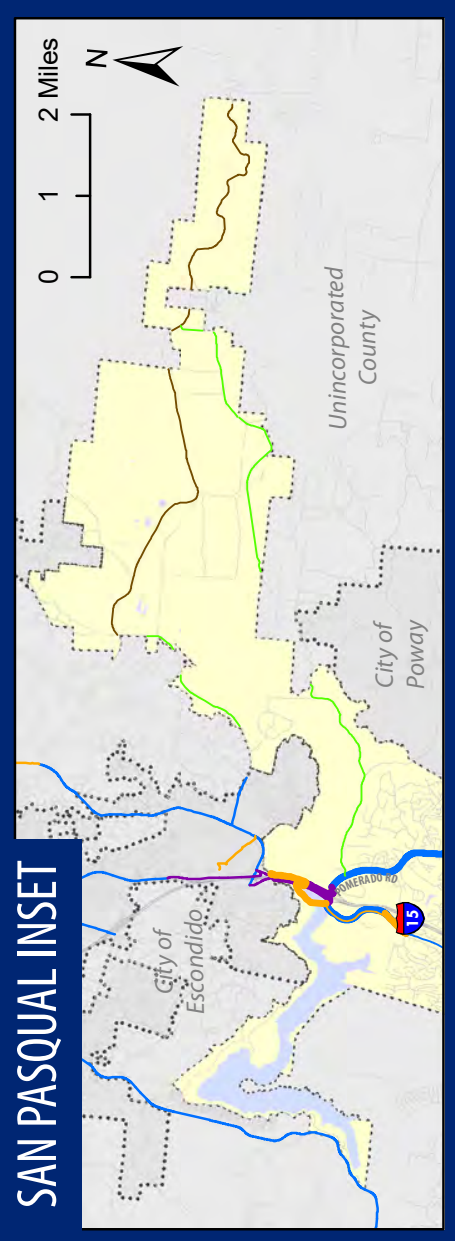 SAN PASQUAL INSET
0 1 2 Miles
N
City of
Escondido
City of
Poway
Unincorporated
County
POMERADO RD
15